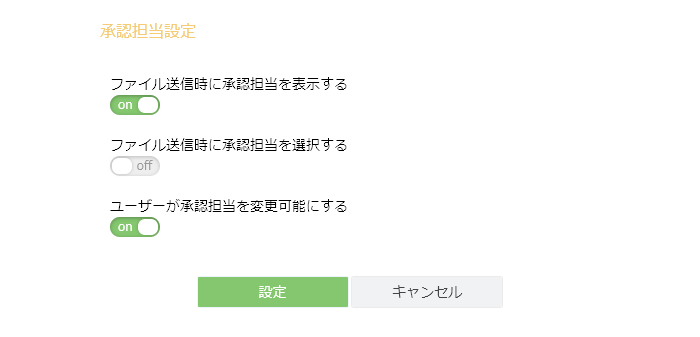 承認担当設定
ファイル送信時に承認担当を表示する
on
ファイル送信時に承認担当を選択する
off
ユーザーが承認担当を変更可能にする
on
設定 キャンセル